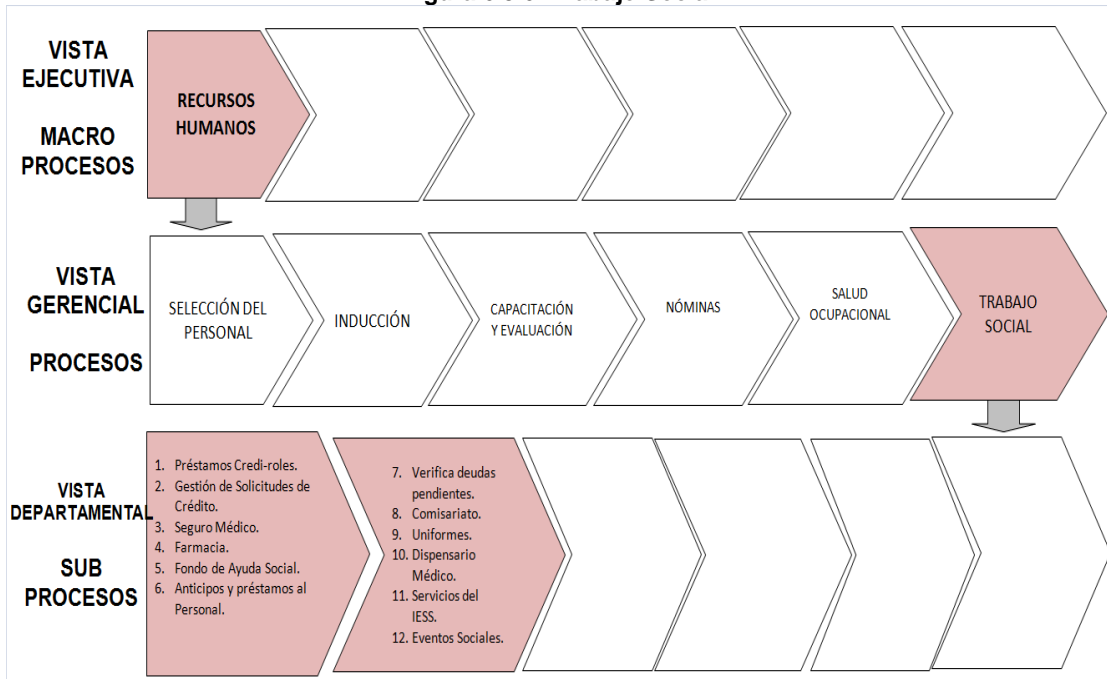 VISTA
EJECUTIVA
MACRO
PROCESOS
RECURSOS
HUMANOS
VISTA
GERENCIAL
PROCESOS
SELECCIÓN DEL
PERSONAL
INDUCCIÓN
CAPACITACIÓN
Y EVALUACIÓN
NÓMINAS
SALUD
OCUPACIONAL
TRABAJO
SOCIAL
VISTA
DEPARTAMENTAL
SUB
PROCESOS
1. Préstamos Credi-roles.
2 Gestión de Solicitudes de
Crédito.
3 Seguro Médico.
4 Farmacia.
5 Fondo de Ayuda Social.
6 Anticipos y préstamos al
Personal.
7. Verifica deudas
pendientes.
8. Comisariato.
9 Uniformes.
10. Dispensario
Médico.
11. Servicios del
IESS.
12. Eventos Sociales.